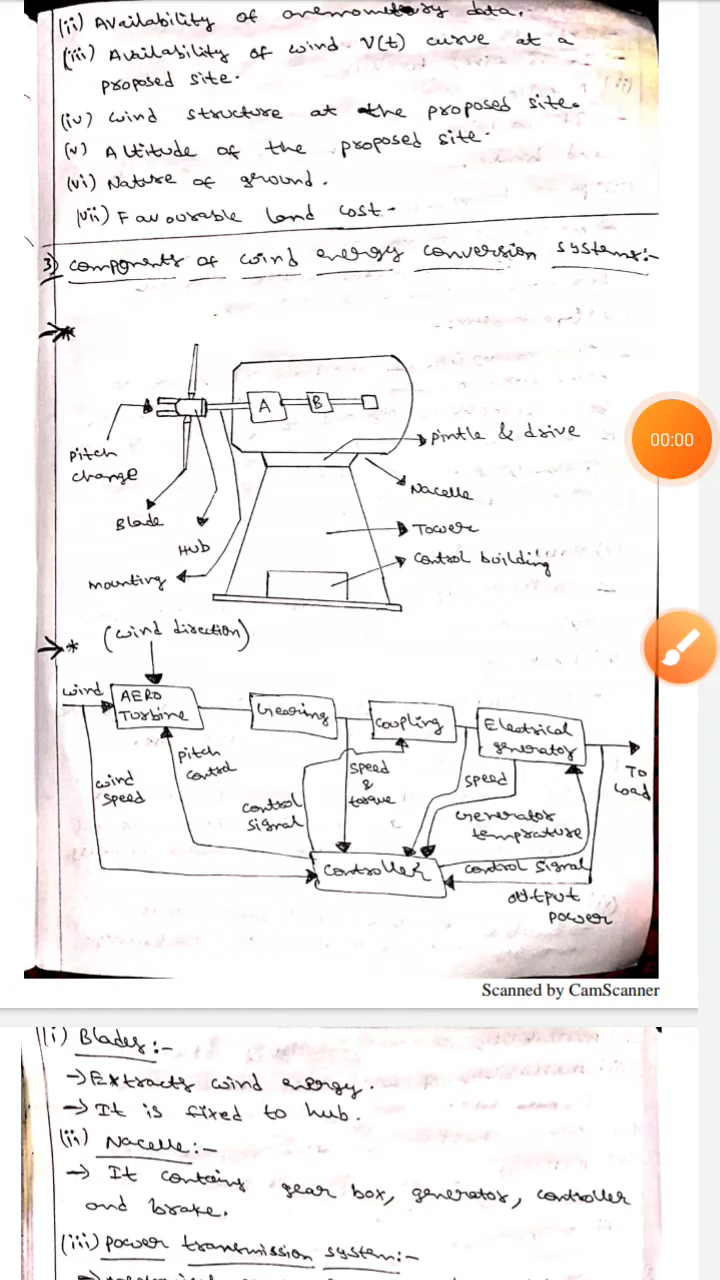 (ii) Availability of anemometry data.
(iii) Availability of wind V(t) curve at a
proposed site.
(iv) wind structure at the proposed site.
(v) Altitude of the proposed site.
(vi) Nature of ground.
(vii) Favourable land cost-
3) components of wind energy conversion systems:-
A
B
Pitch
change
Blade
HUB
mounting
pintle & drive
Nacelle
Tower
control building
* (wind direction)
wind
AERO
Turbine
Gearing
coupling
Electrical
generator
To
Load
wind
speed
pitch
control
control
signal
speed
&
torque
speed
Generator
temprature
controller
control signal
output
power
00:00
Scanned by CamScanner
(i) Blades:-
→ Extracts wind energy.
→ It is fixed to hub.
(ii) Nacelle:-
→ It contains gear box, generator, controller
and brake.
(iii) power transmission system:-